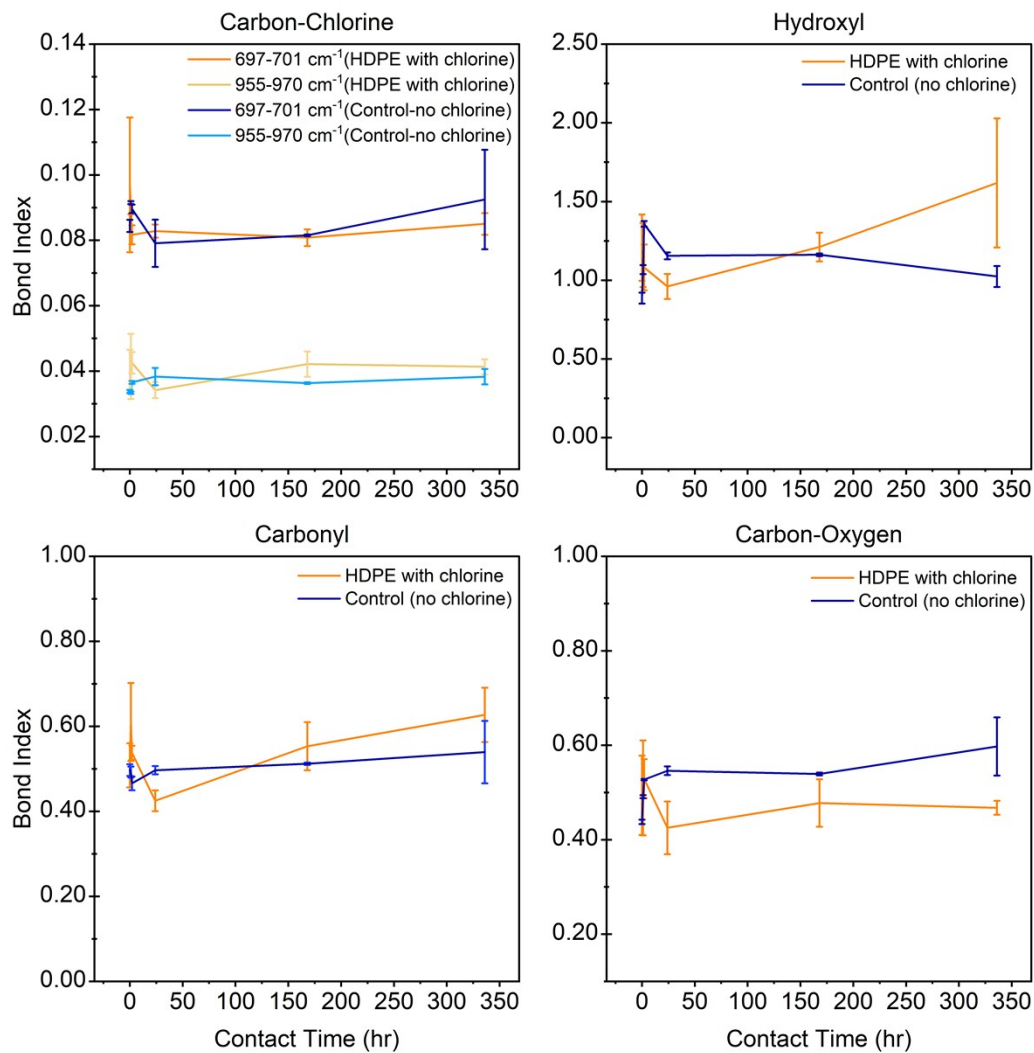 Carbon-Chlorine
697-701 cm⁻¹(HDPE with chlorine)
955-970 cm⁻¹(HDPE with chlorine)
697-701 cm⁻¹(Control-no chlorine)
955-970 cm⁻¹(Control-no chlorine)
0.14
0.12
0.10
0.08
0.06
0.04
0.02
Bond Index
0 50 100 150 200 250 300 350
Hydroxyl
HDPE with chlorine
Control (no chlorine)
2.50
2.00
1.50
1.00
0.50
0.00
0 50 100 150 200 250 300 350
Carbonyl
HDPE with chlorine
Control (no chlorine)
1.00
0.80
0.60
0.40
0.20
0.00
Bond Index
0 50 100 150 200 250 300 350
Contact Time (hr)
Carbon-Oxygen
HDPE with chlorine
Control (no chlorine)
1.00
0.80
0.60
0.40
0.20
0 50 100 150 200 250 300 350
Contact Time (hr)